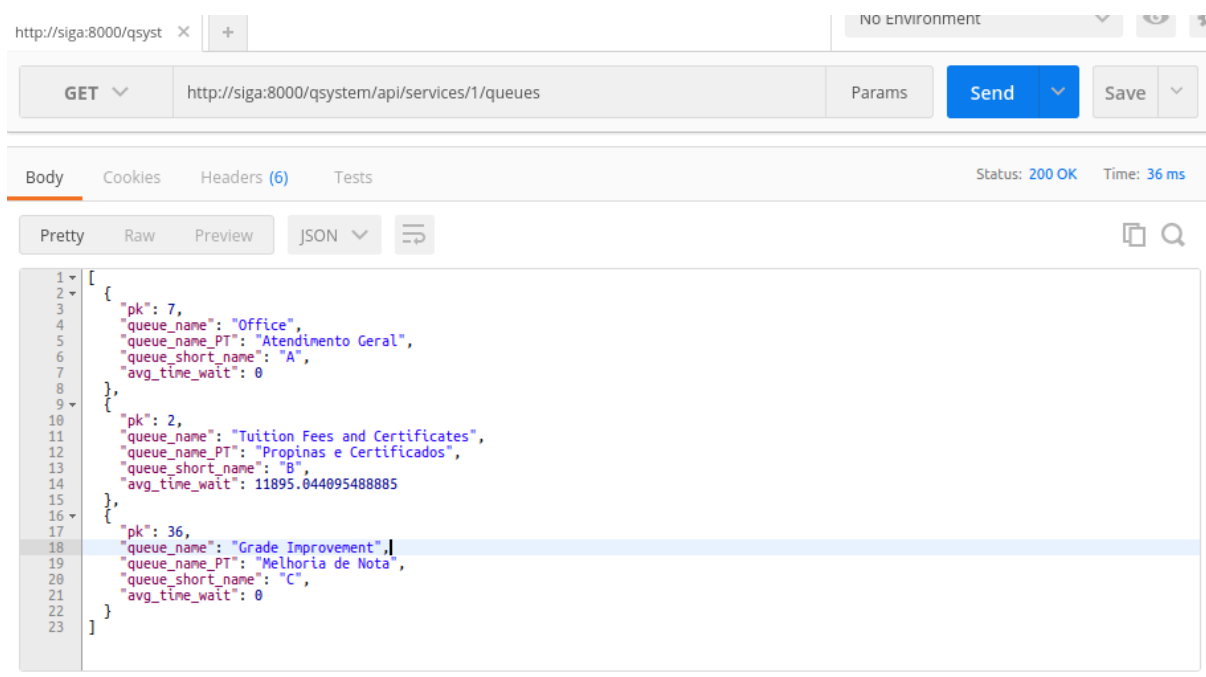 http://siga:8000/qsyst
No Environment
GET http://siga:8000/qsystem/api/services/1/queues Params Send Save
Body Cookies Headers (6) Tests Status: 200 OK Time: 36 ms
Pretty Raw Preview JSON
1 [
2 {
3 "pk": 7,
4 "queue_name": "Office",
5 "queue_name_PT": "Atendimento Geral",
6 "queue_short_name": "A",
7 "avg_time_wait": 0
8 },
9 {
10 "pk": 2,
11 "queue_name": "Tuition Fees and Certificates",
12 "queue_name_PT": "Propinas e Certificados",
13 "queue_short_name": "B",
14 "avg_time_wait": 11895.044095488885
15 },
16 {
17 "pk": 36,
18 "queue_name": "Grade Improvement",
19 "queue_name_PT": "Melhoria de Nota",
20 "queue_short_name": "C",
21 "avg_time_wait": 0
22 }
23 ]